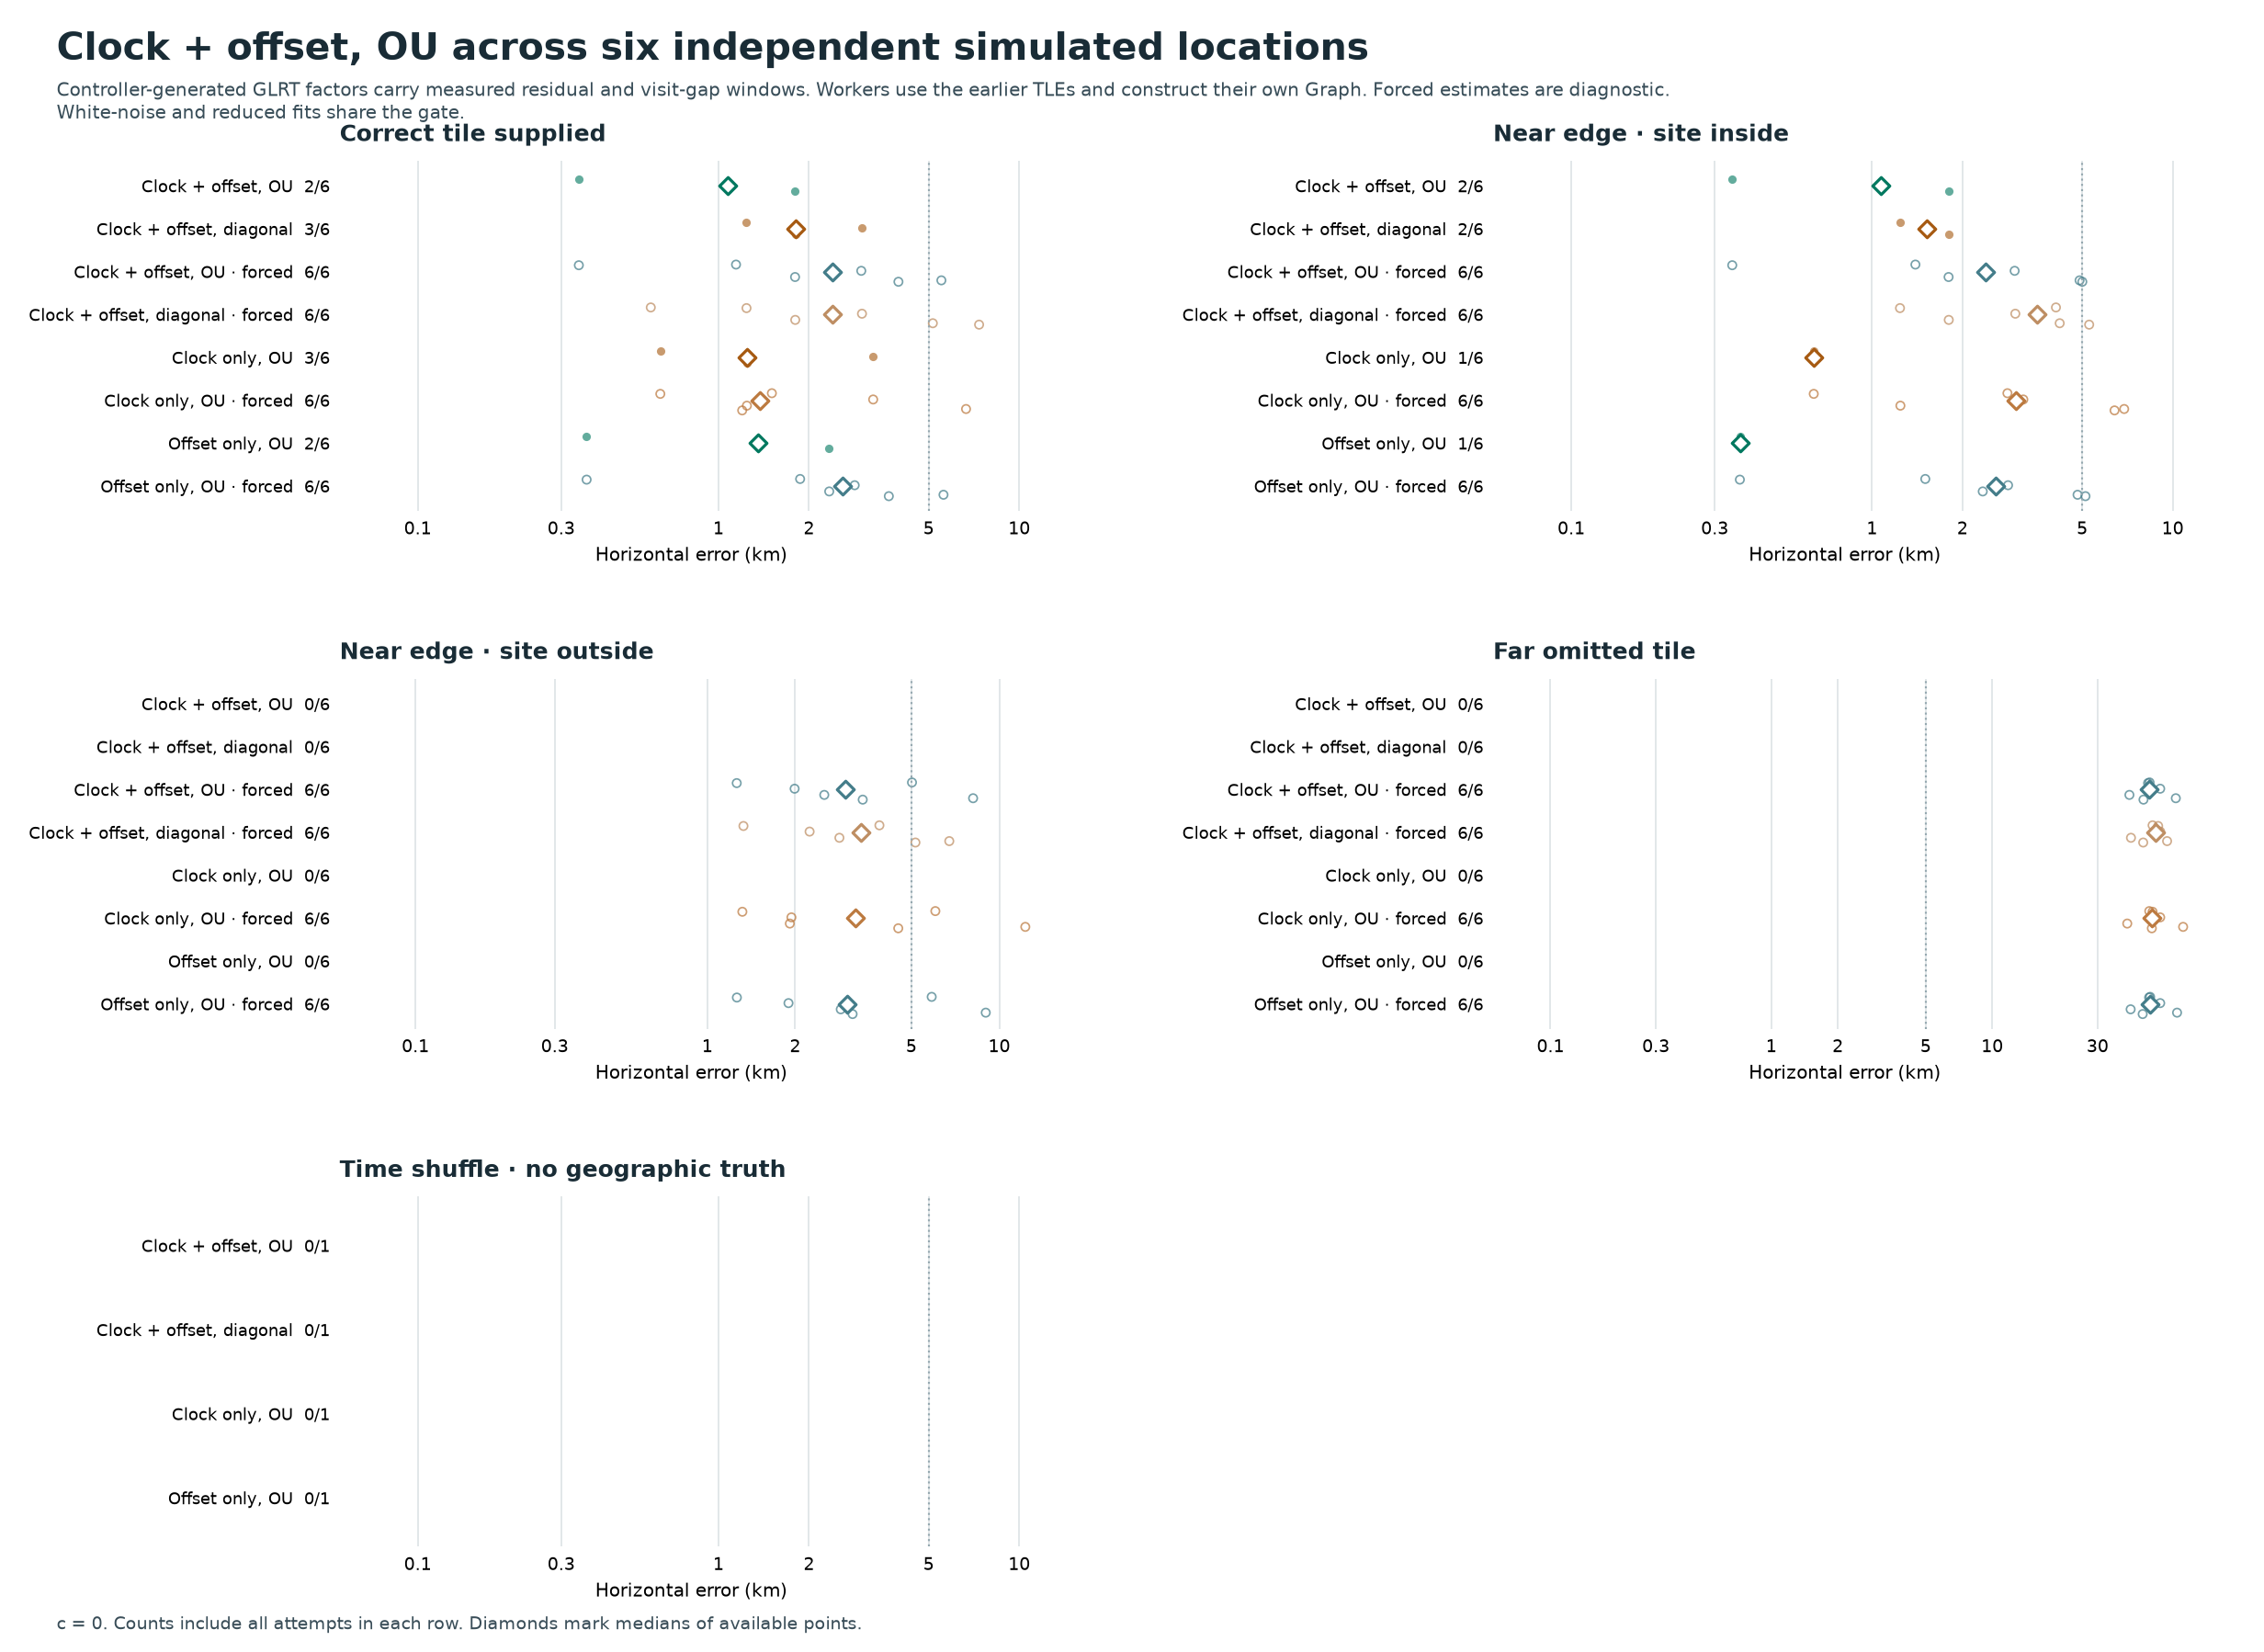 Clock + offset, OU across six independent simulated locations
Controller-generated GLRT factors carry measured residual and visit-gap windows. Workers use the earlier TLEs and construct their own Graph. Forced estimates are diagnostic.
White-noise and reduced fits share the gate.
Correct tile supplied
Clock + offset, OU 2/6
Clock + offset, diagonal 3/6
Clock + offset, OU · forced 6/6
Clock + offset, diagonal · forced 6/6
Clock only, OU 3/6
Clock only, OU · forced 6/6
Offset only, OU 2/6
Offset only, OU · forced 6/6
0.1 0.3 1 2 5 10
Horizontal error (km)
Near edge · site inside
Clock + offset, OU 2/6
Clock + offset, diagonal 2/6
Clock + offset, OU · forced 6/6
Clock + offset, diagonal · forced 6/6
Clock only, OU 1/6
Clock only, OU · forced 6/6
Offset only, OU 1/6
Offset only, OU · forced 6/6
0.1 0.3 1 2 5 10
Horizontal error (km)
Near edge · site outside
Clock + offset, OU 0/6
Clock + offset, diagonal 0/6
Clock + offset, OU · forced 6/6
Clock + offset, diagonal · forced 6/6
Clock only, OU 0/6
Clock only, OU · forced 6/6
Offset only, OU 0/6
Offset only, OU · forced 6/6
0.1 0.3 1 2 5 10
Horizontal error (km)
Far omitted tile
Clock + offset, OU 0/6
Clock + offset, diagonal 0/6
Clock + offset, OU · forced 6/6
Clock + offset, diagonal · forced 6/6
Clock only, OU 0/6
Clock only, OU · forced 6/6
Offset only, OU 0/6
Offset only, OU · forced 6/6
0.1 0.3 1 2 5 10 30
Horizontal error (km)
Time shuffle · no geographic truth
Clock + offset, OU 0/1
Clock + offset, diagonal 0/1
Clock only, OU 0/1
Offset only, OU 0/1
0.1 0.3 1 2 5 10
Horizontal error (km)
c = 0. Counts include all attempts in each row. Diamonds mark medians of available points.